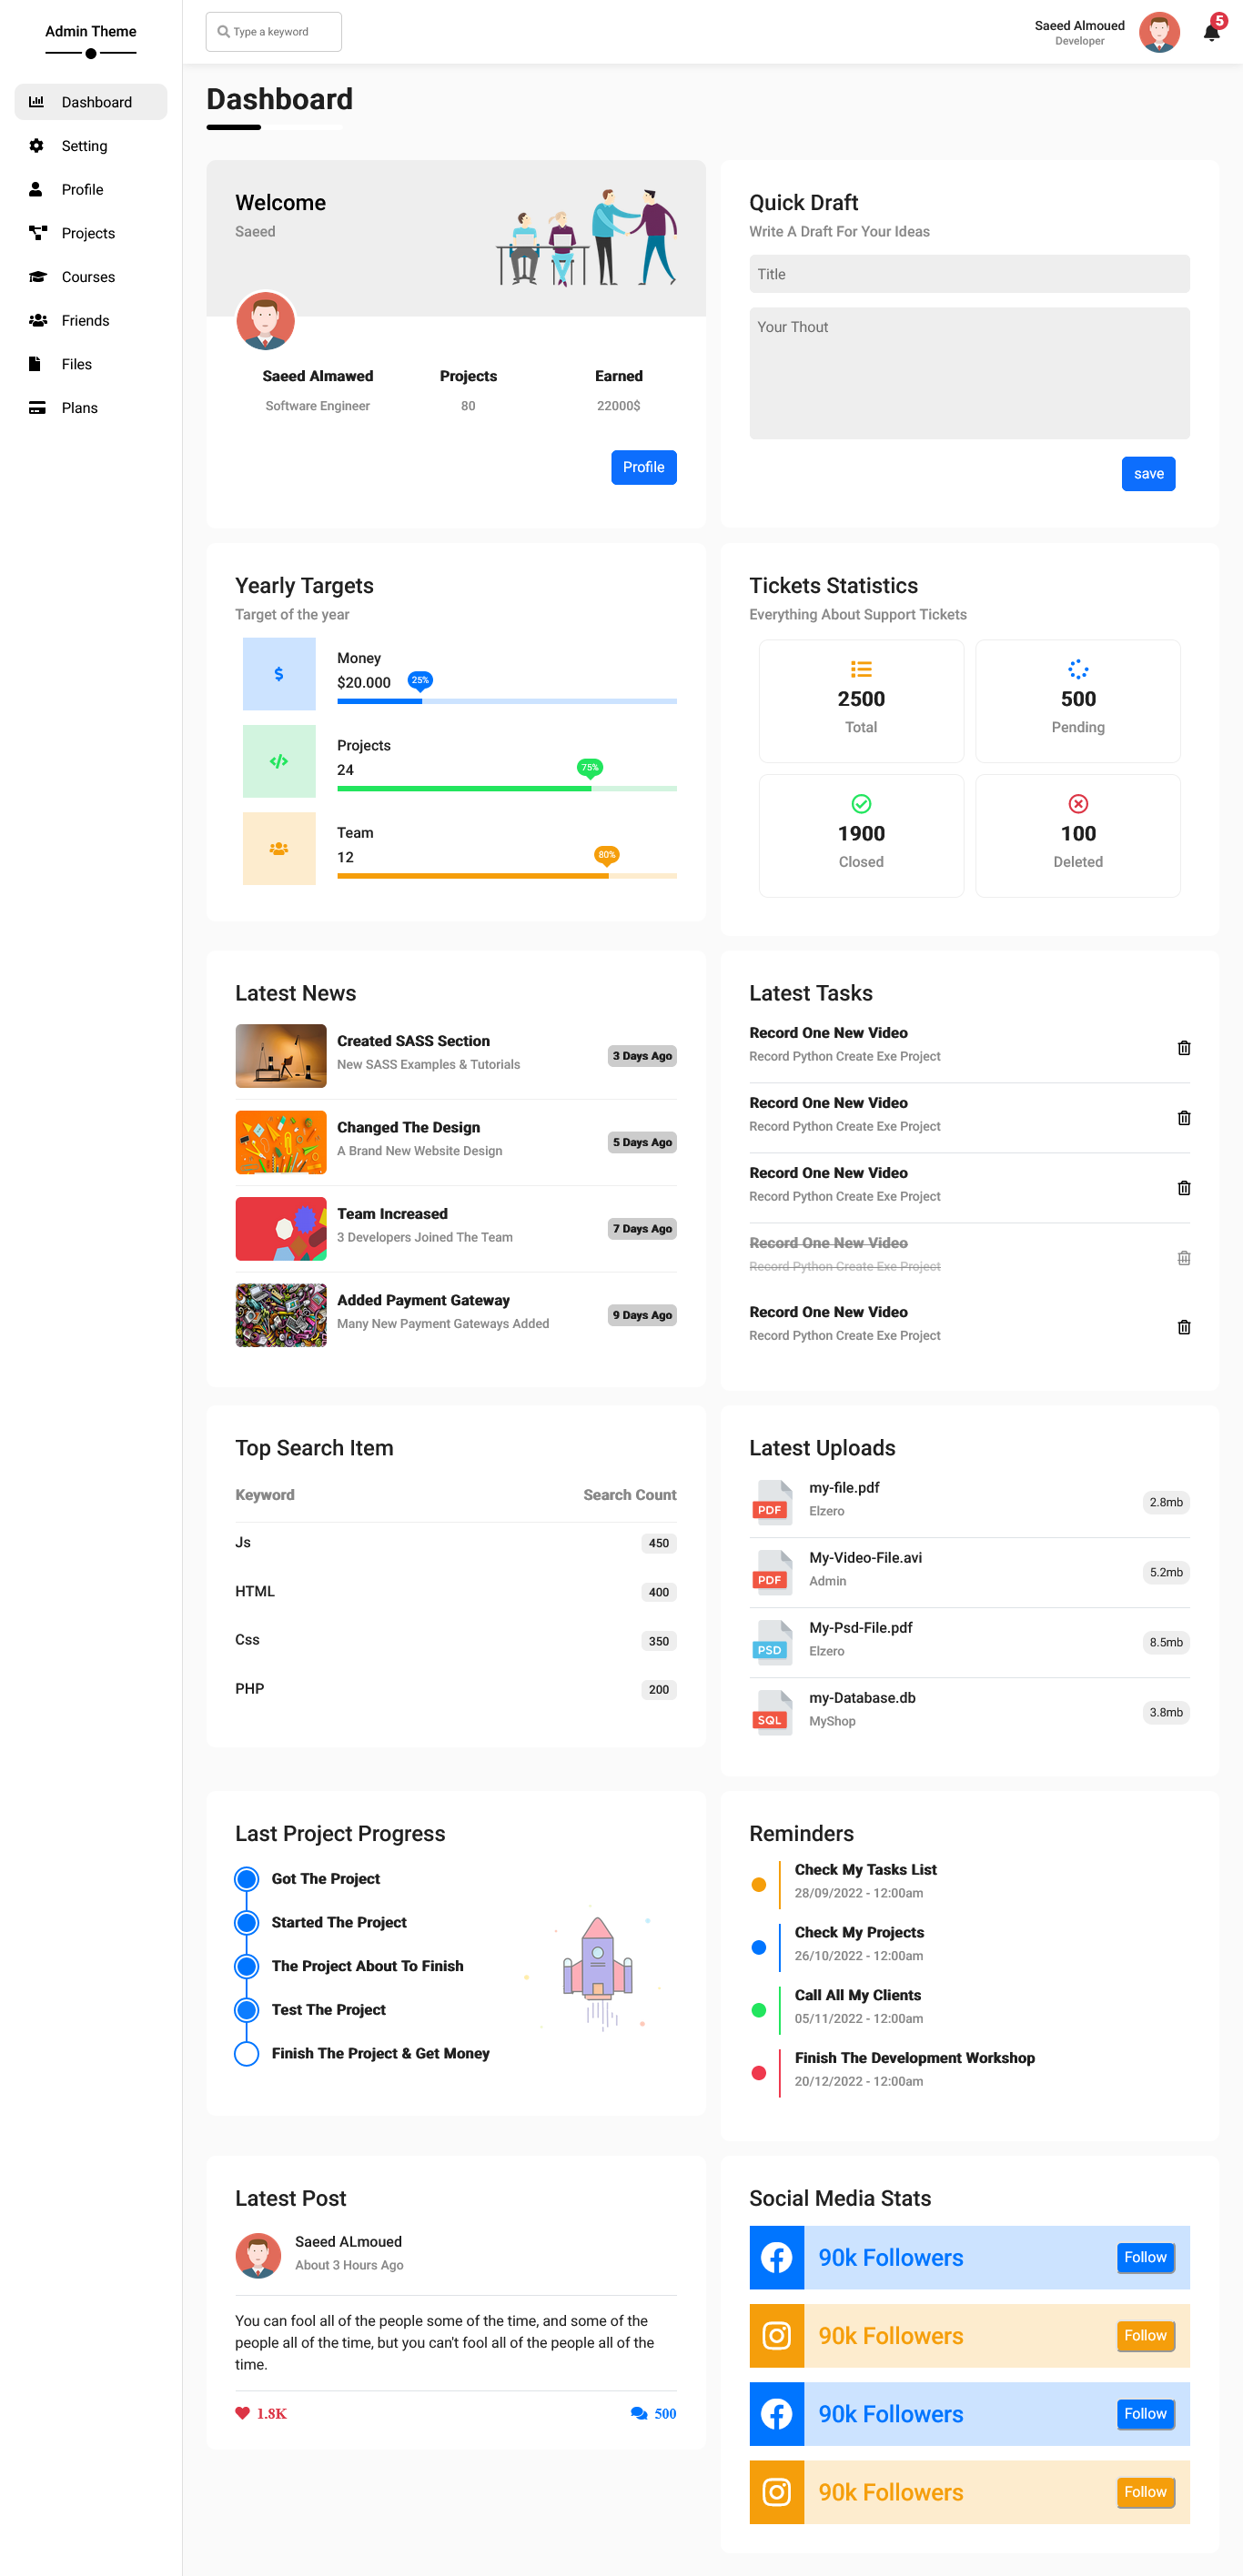 Admin Theme
Dashboard
Setting
Profile
Projects
Courses
Friends
Files
Plans
Type a keyword
Saeed Almoued
Developer
5
Dashboard
Welcome
Saeed
Saeed Almawed
Software Engineer
Projects
80
Earned
22000$
Profile
Quick Draft
Write A Draft For Your Ideas
Title
Your Thout
save
Yearly Targets
Target of the year
Money
$20.000
25%
Projects
24
75%
Team
12
80%
Tickets Statistics
Everything About Support Tickets
2500
Total
500
Pending
1900
Closed
100
Deleted
Latest News
Created SASS Section
New SASS Examples & Tutorials
3 Days Ago
Changed The Design
A Brand New Website Design
5 Days Ago
Team Increased
3 Developers Joined The Team
7 Days Ago
Added Payment Gateway
Many New Payment Gateways Added
9 Days Ago
Latest Tasks
Record One New Video
Record Python Create Exe Project
Record One New Video
Record Python Create Exe Project
Record One New Video
Record Python Create Exe Project
Record One New Video
Record Python Create Exe Project
Record One New Video
Record Python Create Exe Project
Top Search Item
Keyword Search Count
Js 450
HTML 400
Css 350
PHP 200
Latest Uploads
PDF
my-file.pdf
Elzero
2.8mb
PDF
My-Video-File.avi
Admin
5.2mb
PSD
My-Psd-File.pdf
Elzero
8.5mb
SQL
my-Database.db
MyShop
3.8mb
Last Project Progress
Got The Project
Started The Project
The Project About To Finish
Test The Project
Finish The Project & Get Money
Reminders
Check My Tasks List
28/09/2022 - 12:00am
Check My Projects
26/10/2022 - 12:00am
Call All My Clients
05/11/2022 - 12:00am
Finish The Development Workshop
20/12/2022 - 12:00am
Latest Post
Saeed ALmoued
About 3 Hours Ago
You can fool all of the people some of the time, and some of the
people all of the time, but you can't fool all of the people all of the
time.
1.8K
500
Social Media Stats
90k Followers Follow
90k Followers Follow
90k Followers Follow
90k Followers Follow